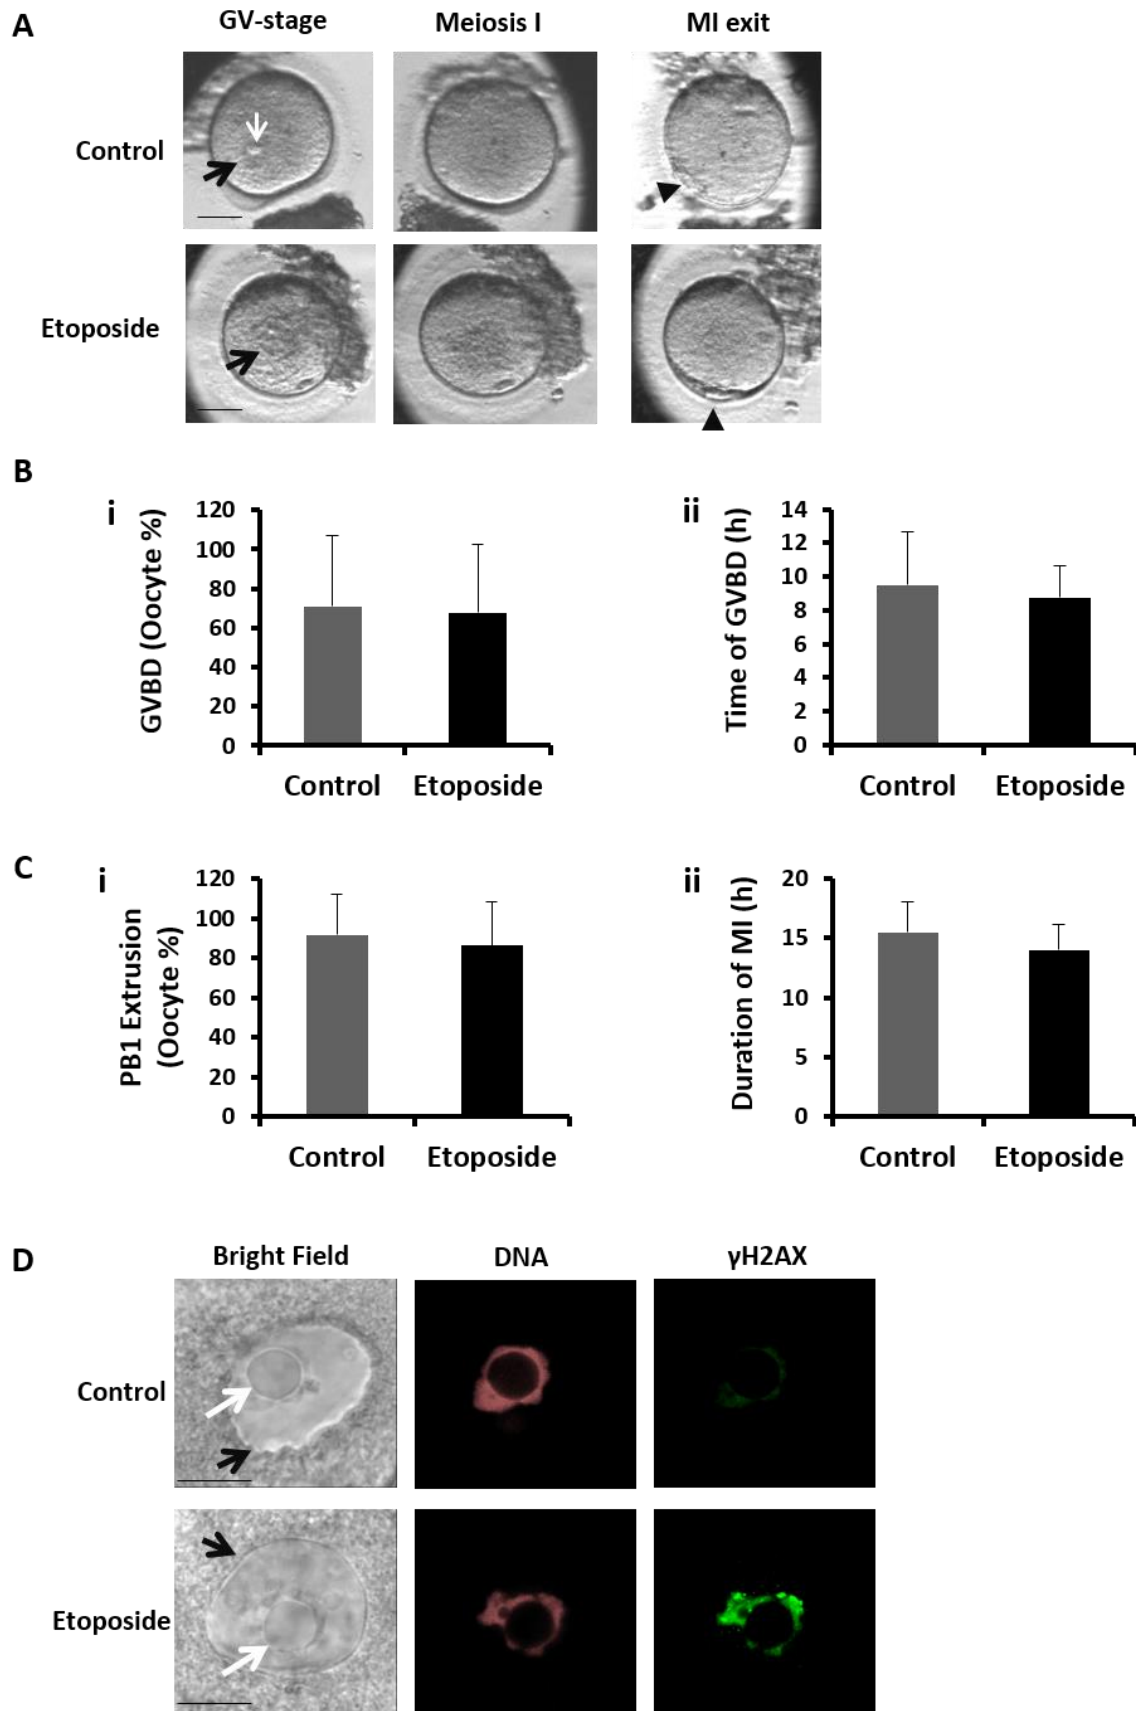 A
GV-stage Meiosis I MI exit
Control
Etoposide
B
i
GVBD (Oocyte %)
120
100
80
60
40
20
0
Control Etoposide
ii
Time of GVBD (h)
14
12
10
8
6
4
2
0
Control Etoposide
C
i
PB1 Extrusion
(Oocyte %)
120
100
80
60
40
20
0
Control Etoposide
ii
Duration of MI (h)
20
15
10
5
0
Control Etoposide
D
Bright Field DNA γH2AX
Control
Etoposide